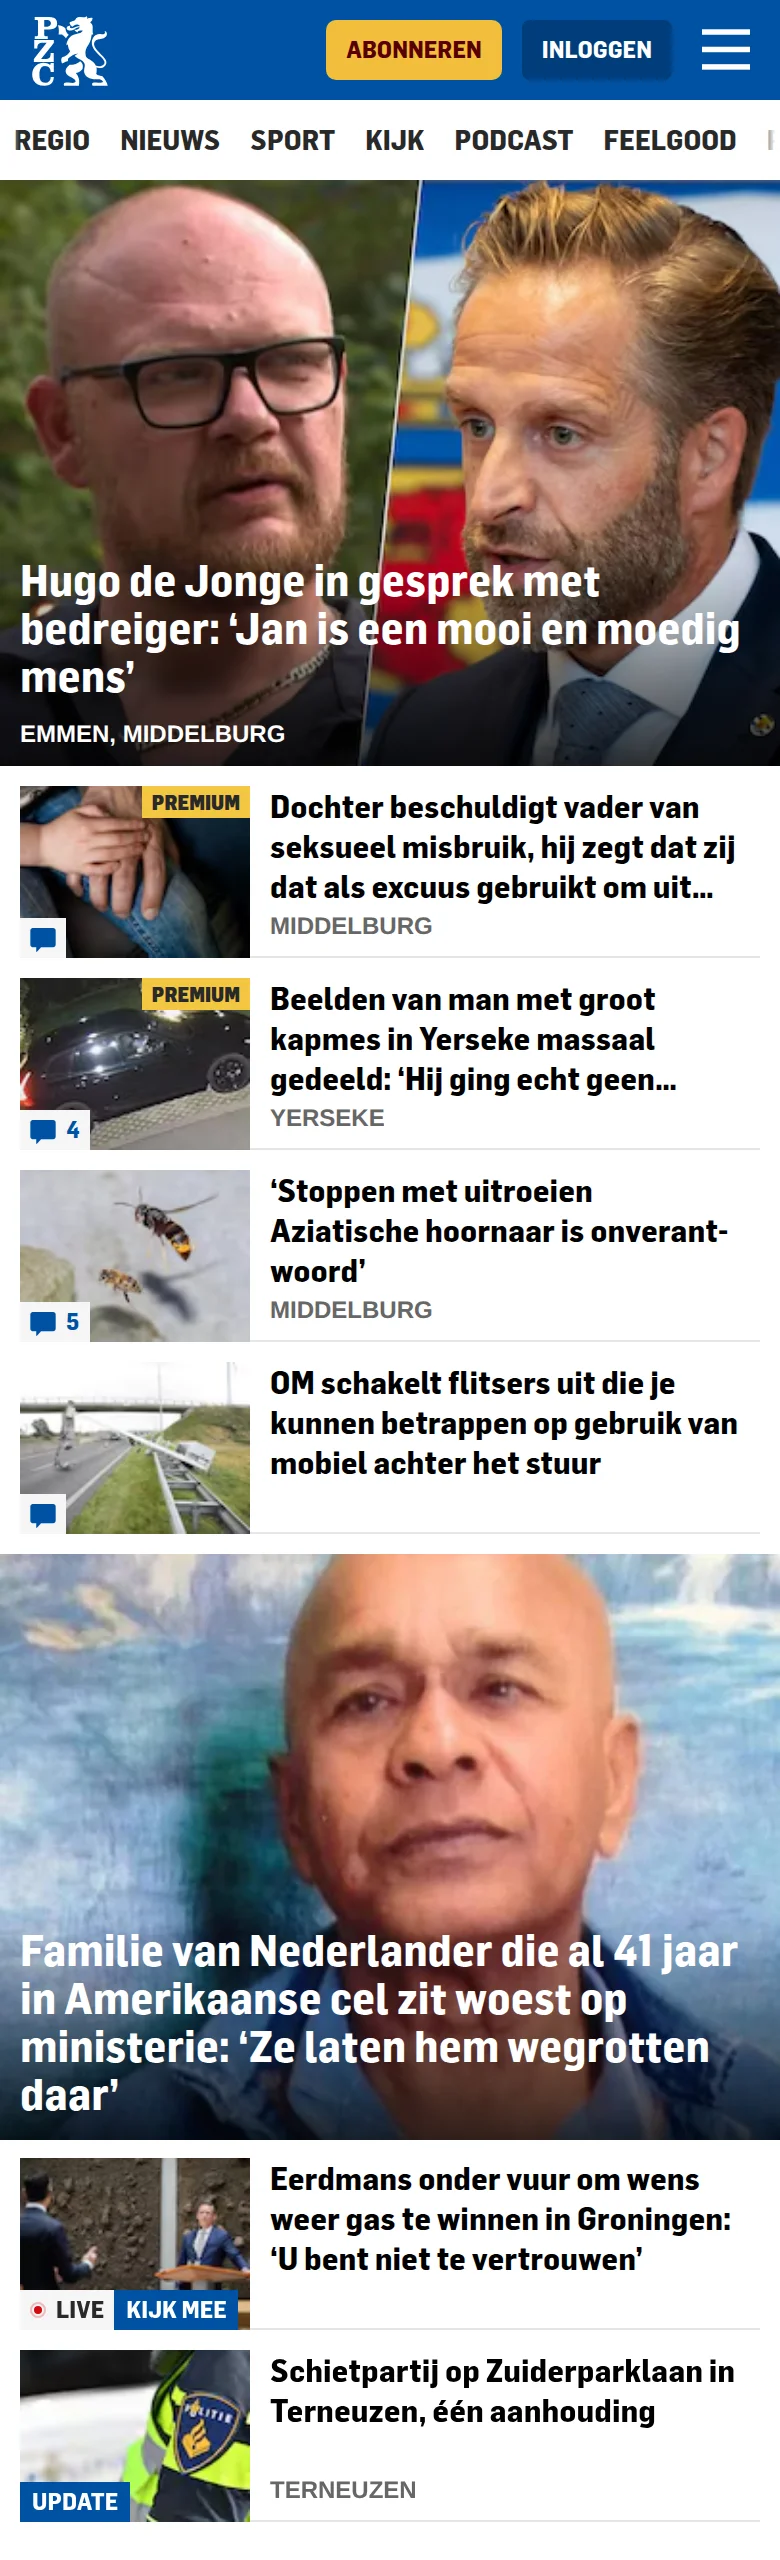 PZC
ABONNEREN
INLOGGEN
REGIO NIEUWS SPORT KIJK PODCAST FEELGOOD
Hugo de Jonge in gesprek met
bedreiger: ‘Jan is een mooi en moedig
mens’
EMMEN, MIDDELBURG
PREMIUM
Dochter beschuldigt vader van
seksueel misbruik, hij zegt dat zij
dat als excuus gebruikt om uit...
MIDDELBURG
PREMIUM
4
Beelden van man met groot
kapmes in Yerseke massaal
gedeeld: ‘Hij ging echt geen...
YERSEKE
5
‘Stoppen met uitroeien
Aziatische hoornaar is onverant-
woord’
MIDDELBURG
OM schakelt flitsers uit die je
kunnen betrappen op gebruik van
mobiel achter het stuur
Familie van Nederlander die al 41 jaar
in Amerikaanse cel zit woest op
ministerie: ‘Ze laten hem wegrotten
daar’
LIVE KIJK MEE
Eerdmans onder vuur om wens
weer gas te winnen in Groningen:
‘U bent niet te vertrouwen’
POLITIE
UPDATE
Schietpartij op Zuiderparklaan in
Terneuzen, één aanhouding
TERNEUZEN